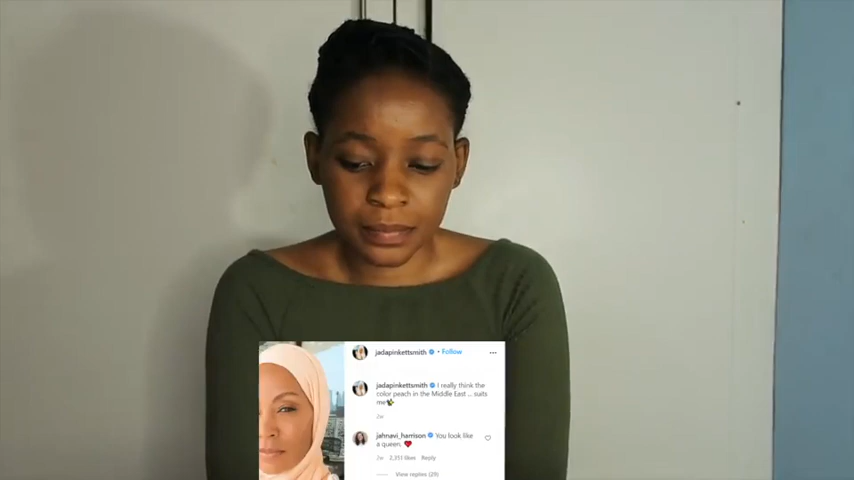 jadapinkettsmith • Follow
jadapinkettsmith I really think the
color peach in the Middle East ... suits
me
2w
jahnavi_harrison You look like
a queen.
2w 2,351 likes Reply
View replies (29)